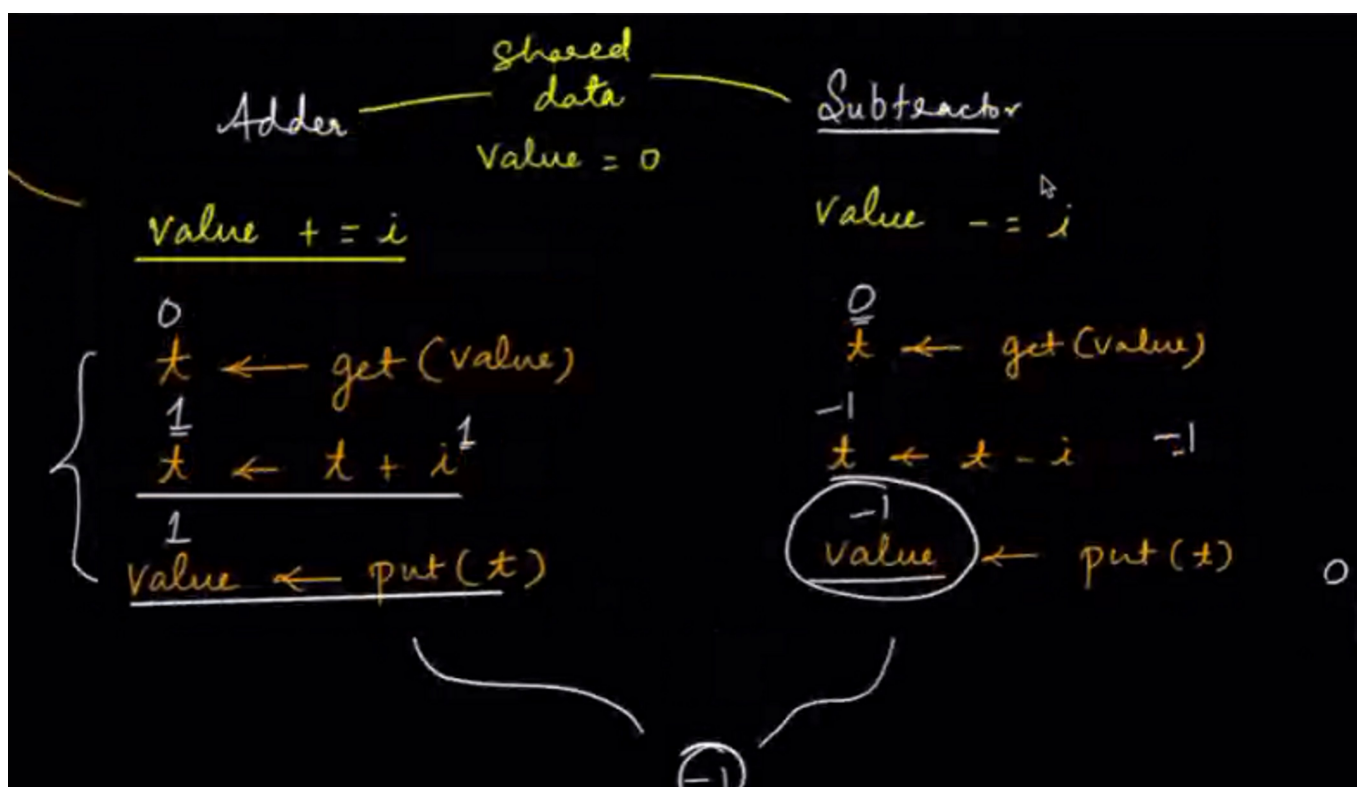 Shared
data
Adder
Subtractor
Value = 0
Value + = i
Value - = i
0
t ← get (value)
1
t ← t + i 1
1
Value ← put (t)
0
t ← get (value)
-1
t ← t - i -1
-1
value ← put (t) 0
-1